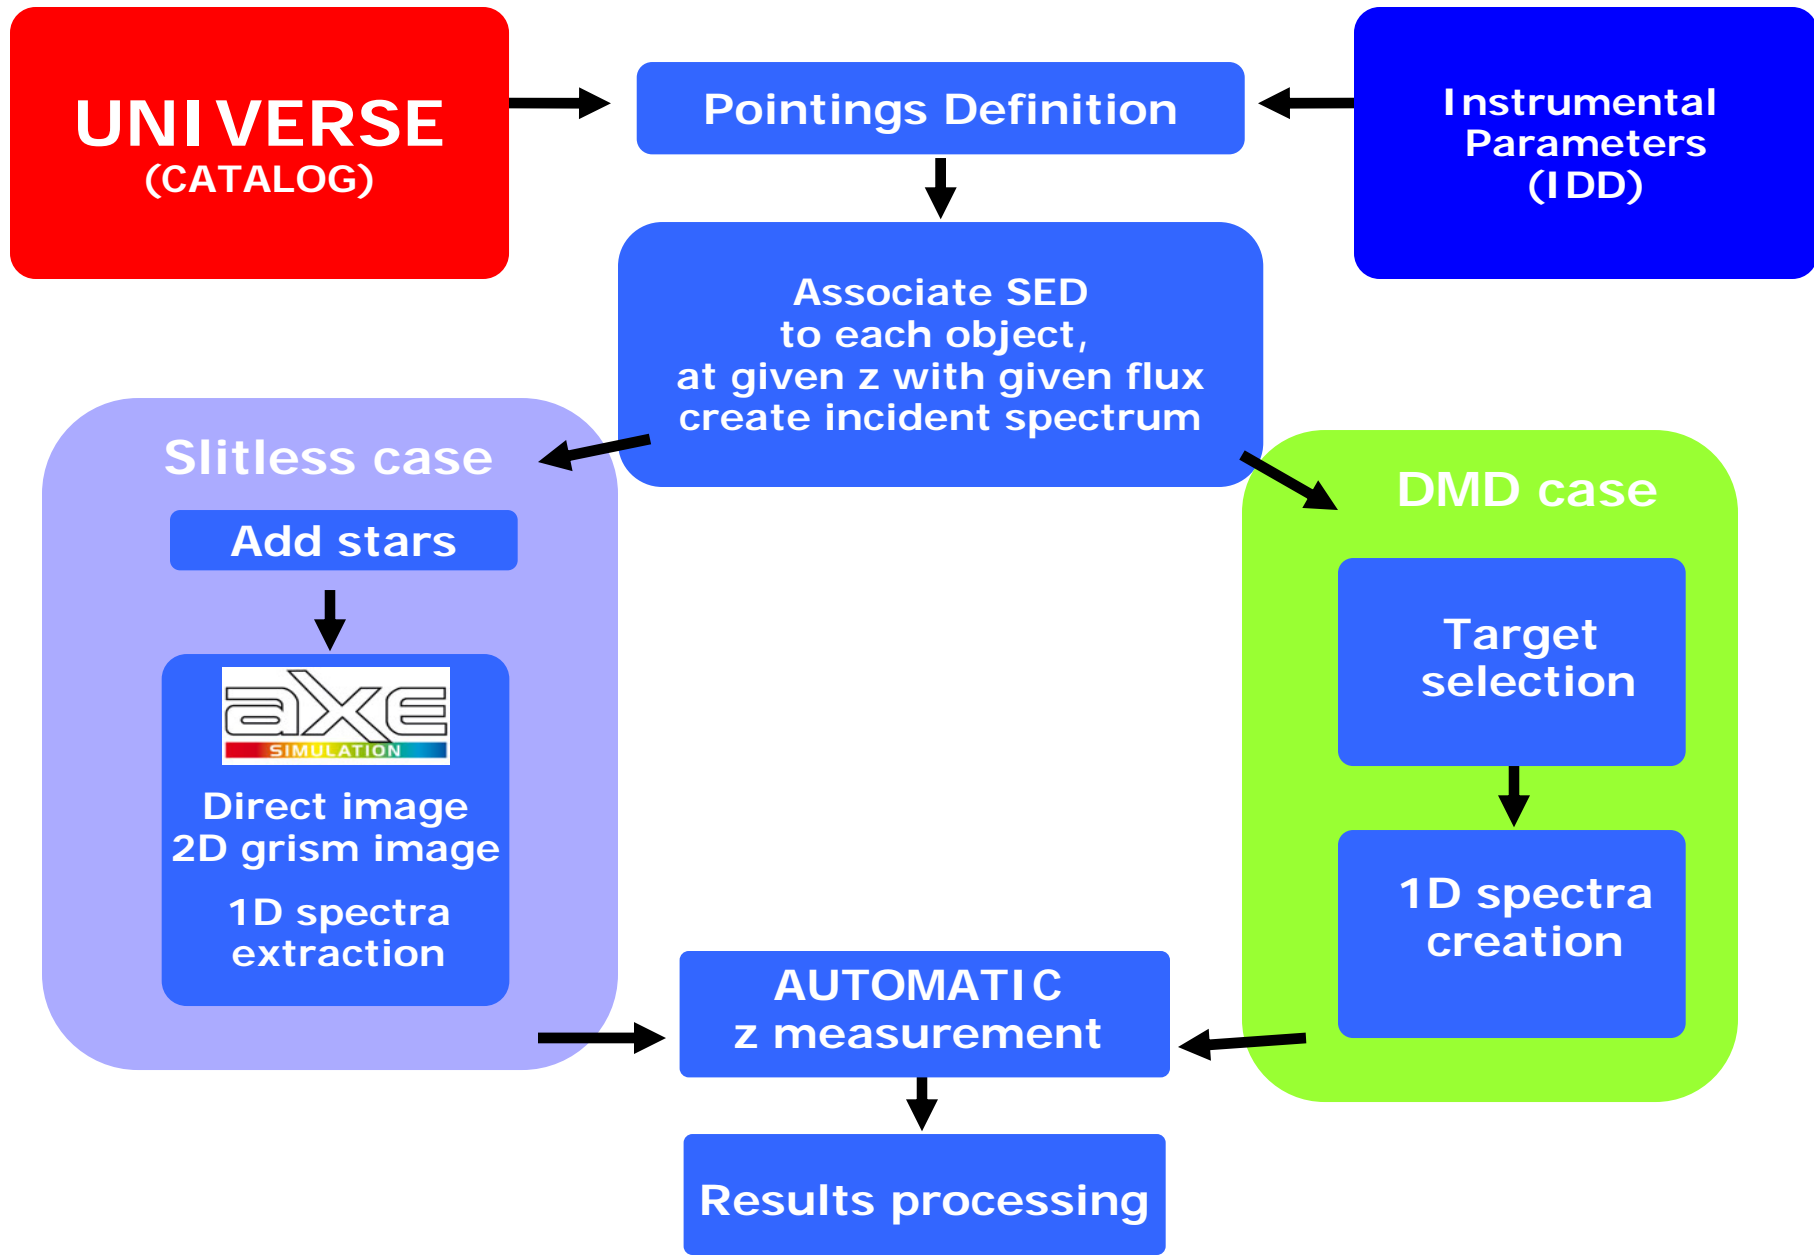 UNIVERSE
(CATALOG)
Pointings Definition
Instrumental
Parameters
(IDD)
Associate SED
to each object,
at given z with given flux
create incident spectrum
Slitless case
Add stars
aXe
SIMULATION
Direct image
2D grism image
1D spectra
extraction
DMD case
Target
selection
1D spectra
creation
AUTOMATIC
z measurement
Results processing